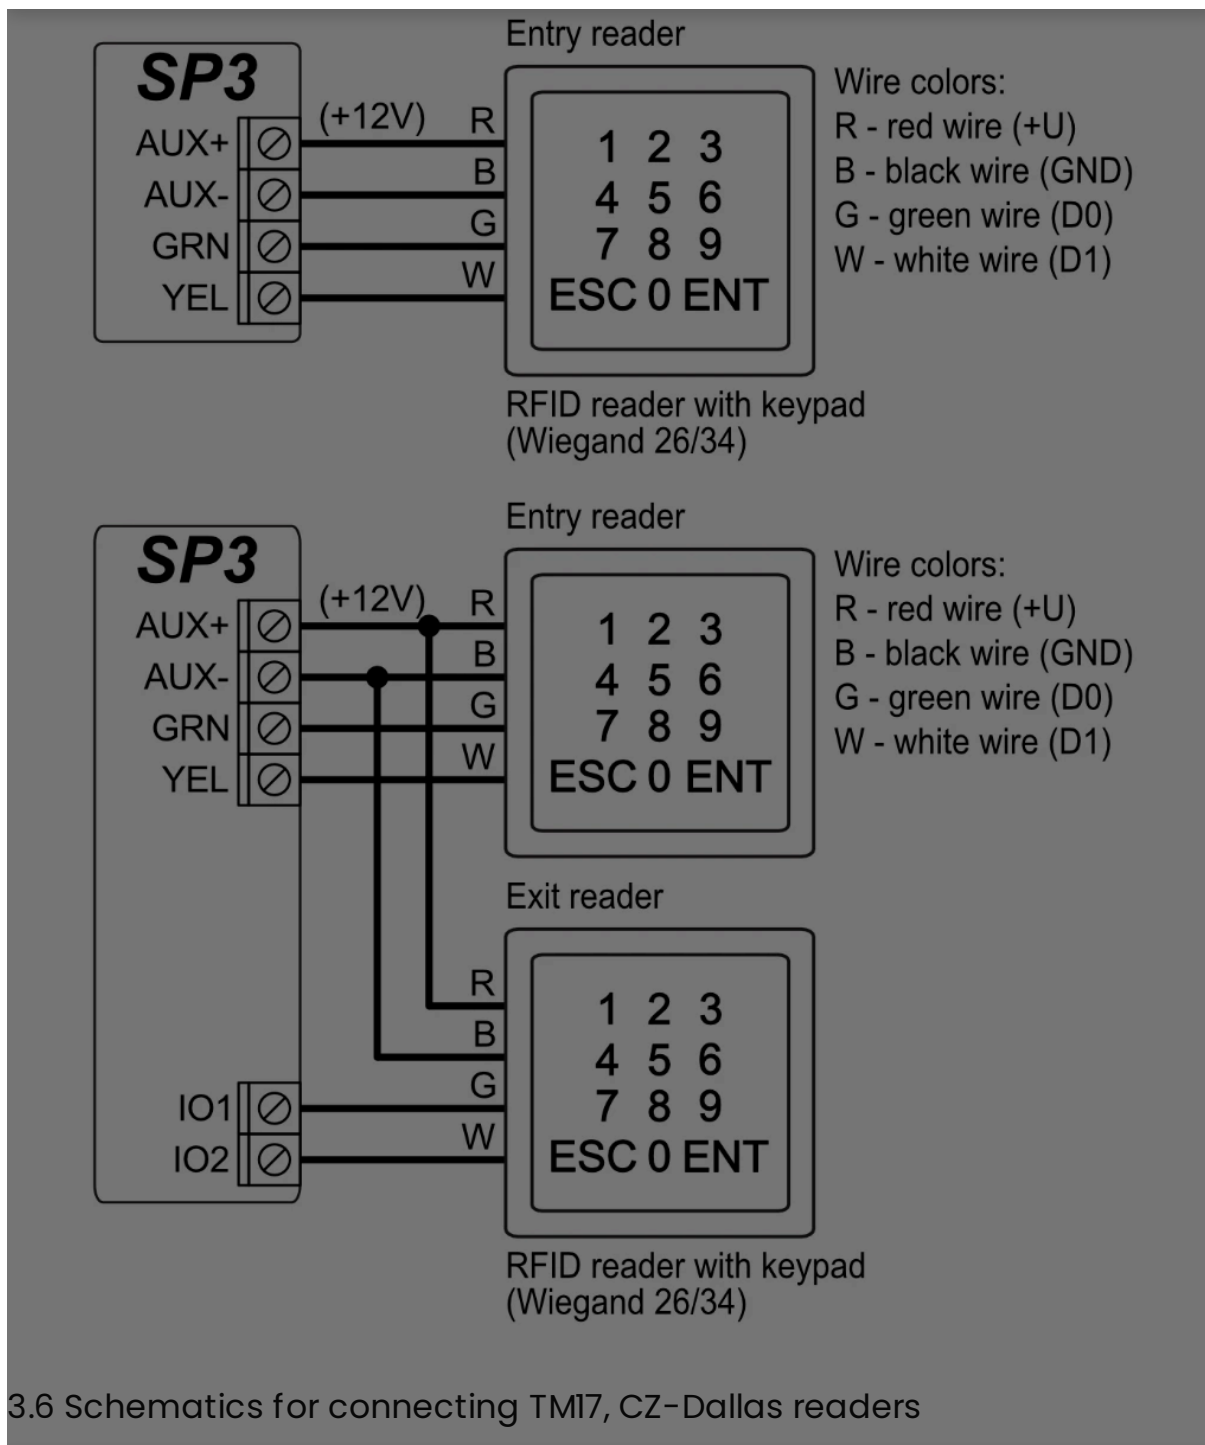 Entry reader
SP3
(+12V)
AUX+
AUX-
GRN
YEL
R
B
G
W
1 2 3
4 5 6
7 8 9
ESC 0 ENT
Wire colors:
R - red wire (+U)
B - black wire (GND)
G - green wire (D0)
W - white wire (D1)
RFID reader with keypad
(Wiegand 26/34)
Entry reader
SP3
(+12V)
AUX+
AUX-
GRN
YEL
R
B
G
W
1 2 3
4 5 6
7 8 9
ESC 0 ENT
Wire colors:
R - red wire (+U)
B - black wire (GND)
G - green wire (D0)
W - white wire (D1)
Exit reader
IO1
IO2
R
B
G
W
1 2 3
4 5 6
7 8 9
ESC 0 ENT
RFID reader with keypad
(Wiegand 26/34)
3.6 Schematics for connecting TM17, CZ-Dallas readers